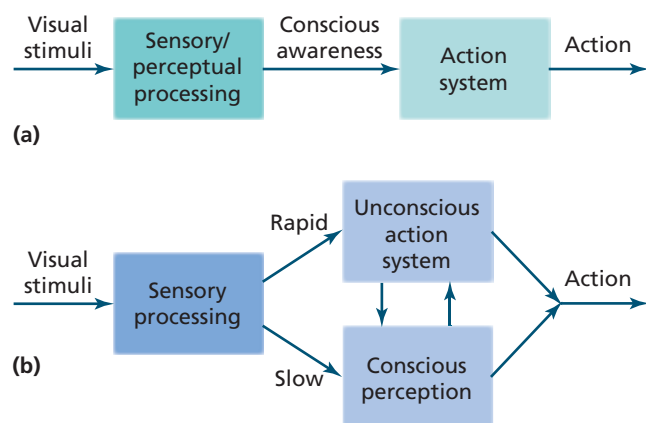 Visual
stimuli
Sensory/
perceptual
processing
Conscious
awareness
Action
system
Action
(a)
Visual
stimuli
Sensory
processing
Rapid
Slow
Unconscious
action
system
Conscious
perception
Action
(b)